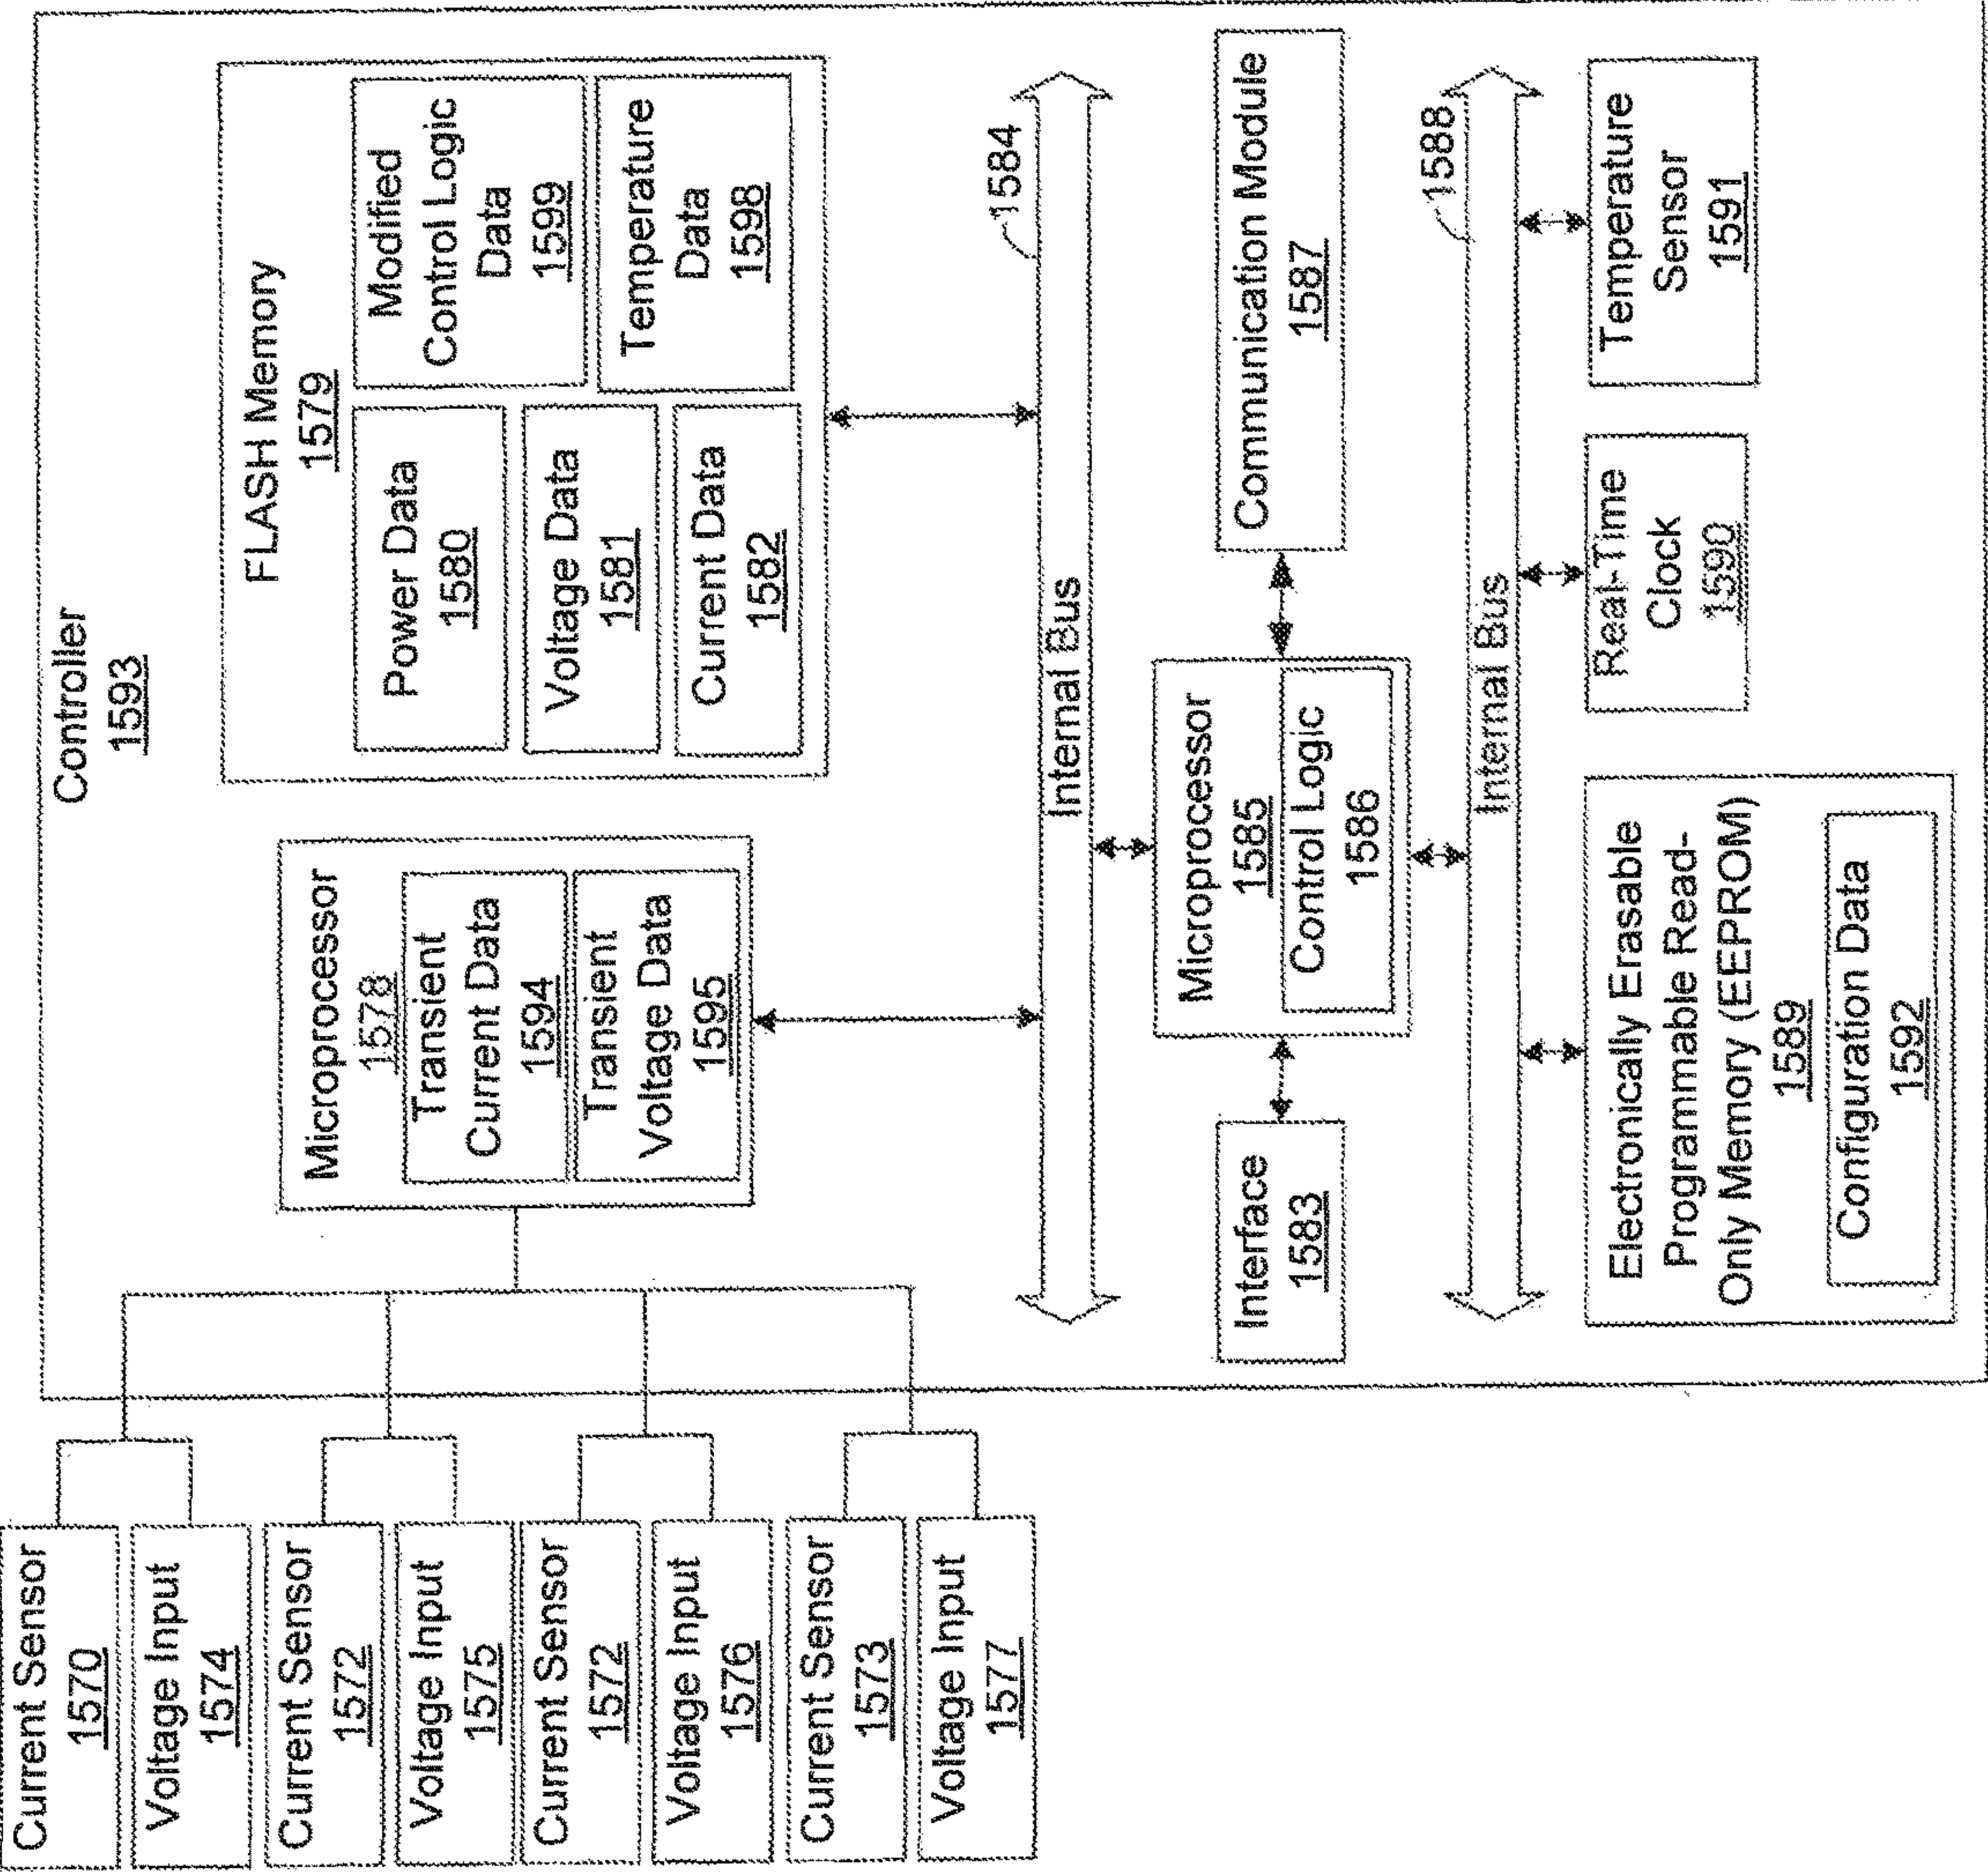 Current Sensor
1570
Voltage Input
1574
Current Sensor
1572
Voltage Input
1575
Current Sensor
1572
Voltage Input
1576
Current Sensor
1573
Voltage Input
1577
Controller
1593
Microprocessor
1578
Transient
Current Data
1594
Transient
Voltage Data
1595
FLASH Memory
1579
Power Data
1580
Voltage Data
1581
Current Data
1582
Modified
Control Logic
Data
1599
Temperature
Data
1598
1584
Internal Bus
Interface
1583
Microprocessor
1585
Control Logic
1586
Communication Module
1587
1588
Internal Bus
Electronically Erasable
Programmable Read-
Only Memory (EEPROM)
1589
Configuration Data
1592
Real-Time
Clock
1590
Temperature
Sensor
1591